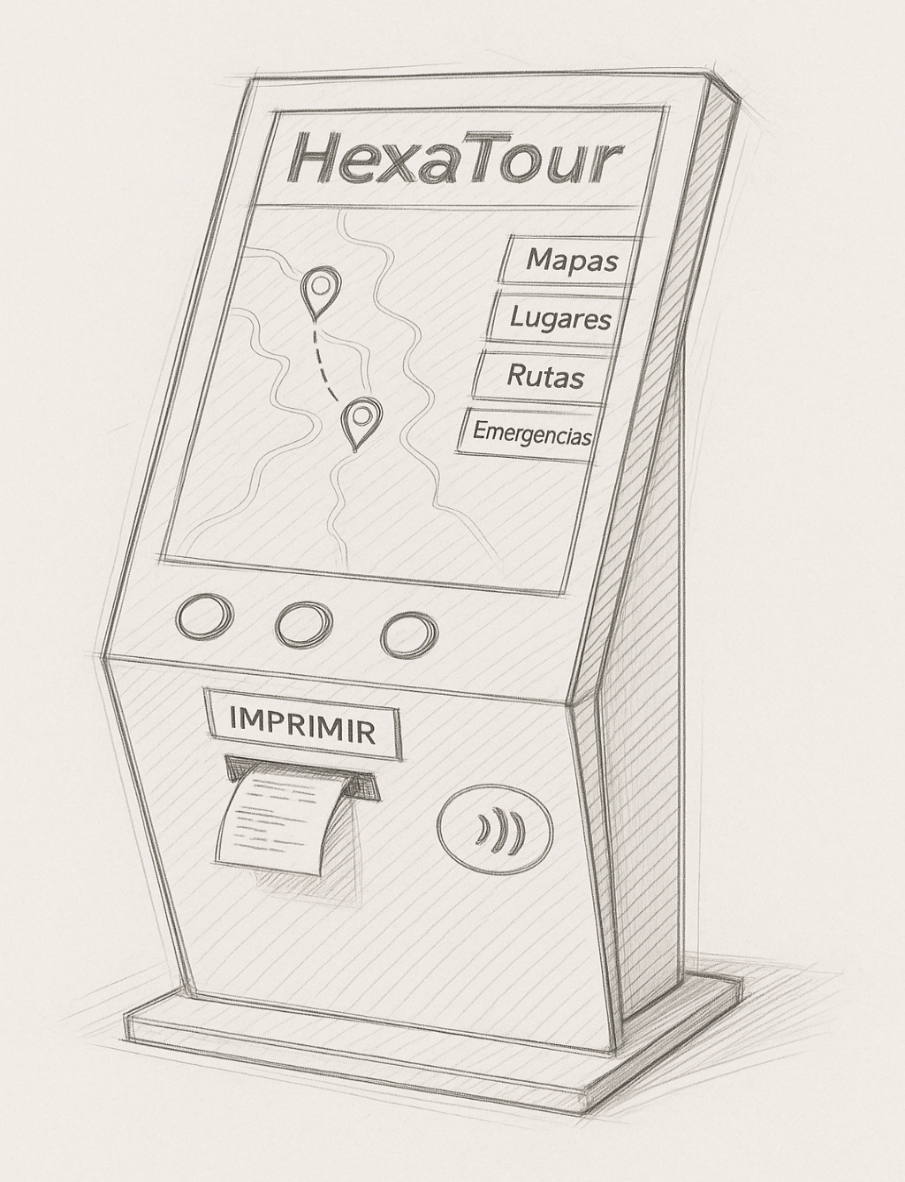 HexaTour
Mapas
Lugares
Rutas
Emergencias
IMPRIMIR